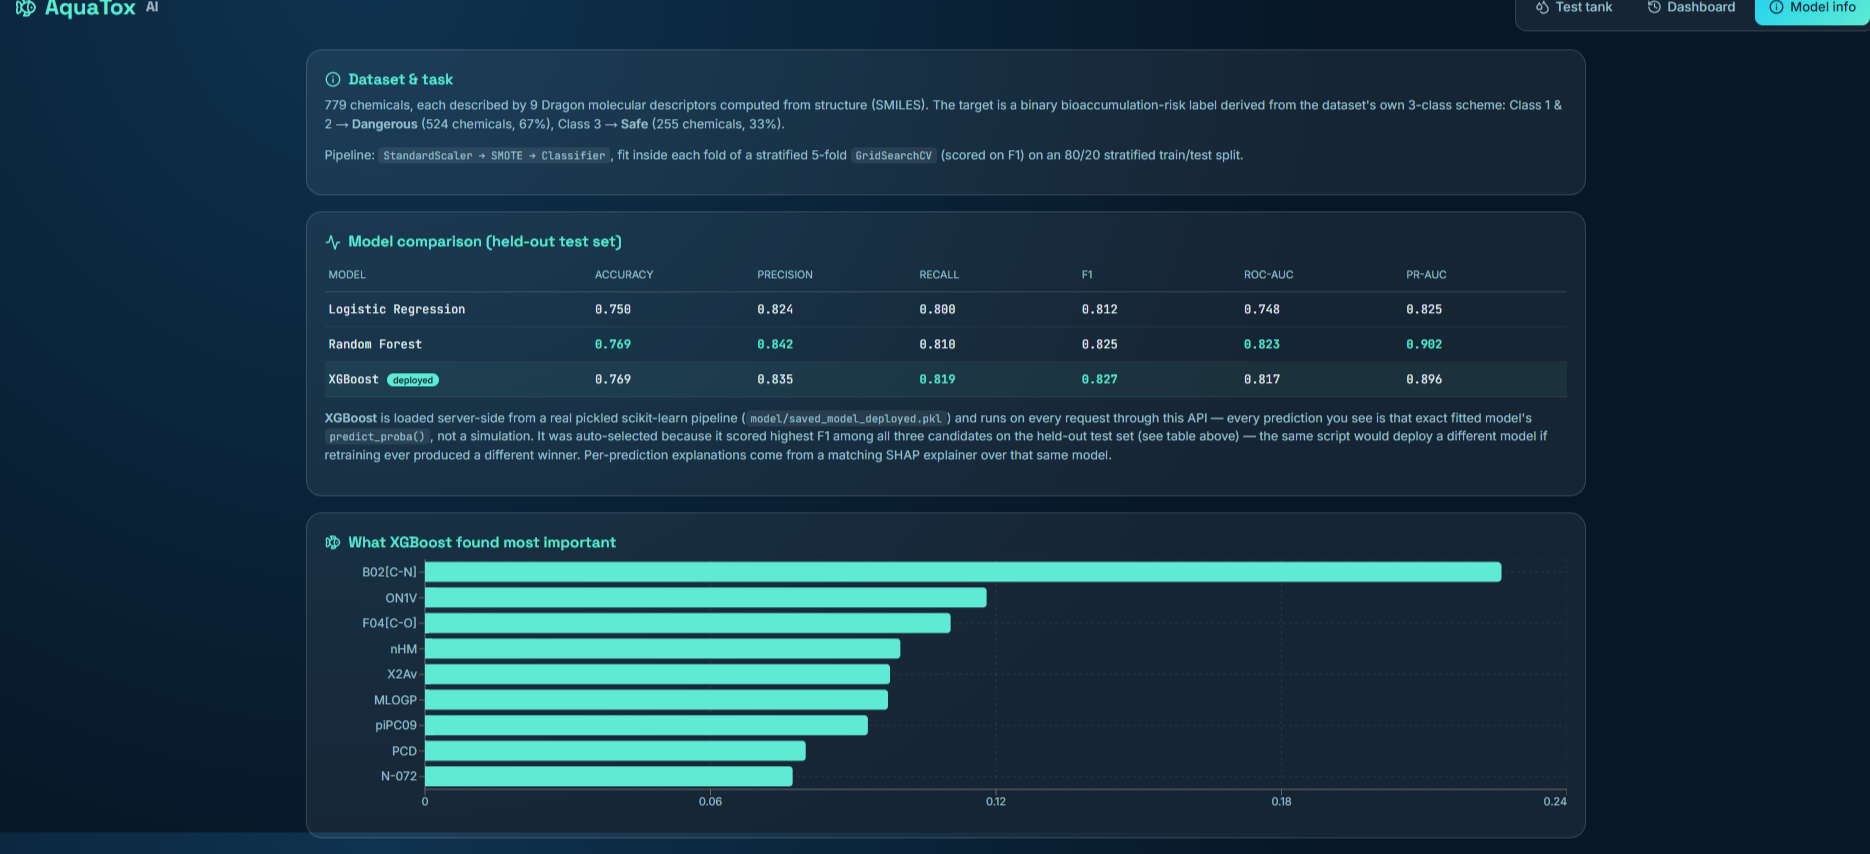 AquaTox AI
Test tank
Dashboard
Model info
Dataset & task
779 chemicals, each described by 9 Dragon molecular descriptors computed from structure (SMILES). The target is a binary bioaccumulation-risk label derived from the dataset's own 3-class scheme: Class 1 &
2 → Dangerous (524 chemicals, 67%), Class 3 → Safe (255 chemicals, 33%).
Pipeline: StandardScaler → SMOTE → Classifier , fit inside each fold of a stratified 5-fold GridSearchCV (scored on F1) on an 80/20 stratified train/test split.
Model comparison (held-out test set)
MODEL ACCURACY PRECISION RECALL F1 ROC-AUC PR-AUC
Logistic Regression 0.750 0.824 0.800 0.812 0.748 0.825
Random Forest 0.769 0.842 0.810 0.825 0.823 0.902
XGBoost deployed 0.769 0.835 0.819 0.827 0.817 0.896
XGBoost is loaded server-side from a real pickled scikit-learn pipeline ( model/saved_model_deployed.pkl ) and runs on every request through this API — every prediction you see is that exact fitted model's
predict_proba() , not a simulation. It was auto-selected because it scored highest F1 among all three candidates on the held-out test set (see table above) — the same script would deploy a different model if
retraining ever produced a different winner. Per-prediction explanations come from a matching SHAP explainer over that same model.
What XGBoost found most important
B02[C-N]
ON1V
F04[C-O]
nHM
X2Av
MLOGP
piPC09
PCD
N-072
0 0.06 0.12 0.18 0.24